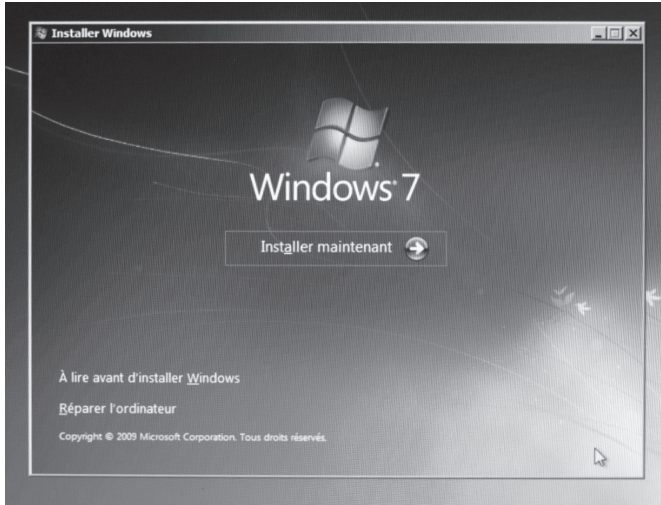 Installer Windows
Windows 7
Installer maintenant
À lire avant d'installer Windows
Réparer l'ordinateur
Copyright © 2009 Microsoft Corporation. Tous droits réservés.